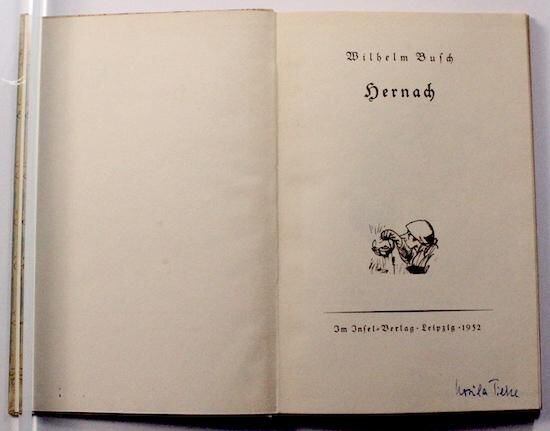 Wilhelm Buſch
Hernach
Im Inſel-Verlag · Leipzig · 1952